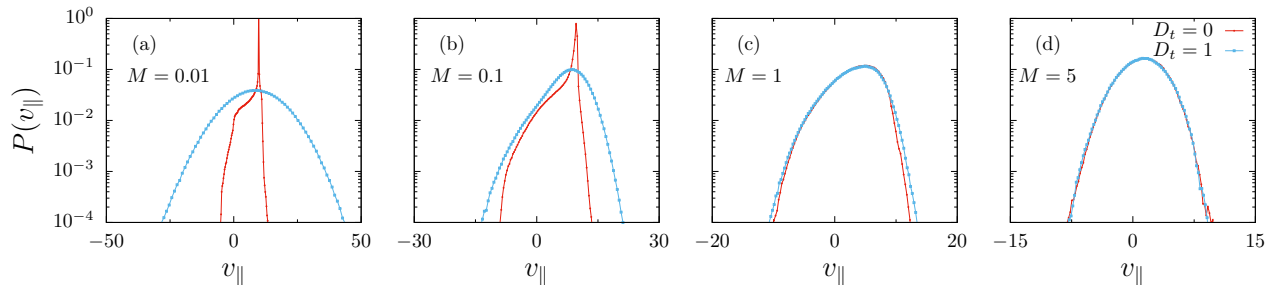 P(v∥)
10^0
10^−1
10^−2
10^−3
10^−4
(a)
M = 0.01
−50 0 50
v∥
(b)
M = 0.1
−30 0 30
v∥
(c)
M = 1
−20 0 20
v∥
(d)
M = 5
D_t = 0
D_t = 1
−15 0 15
v∥